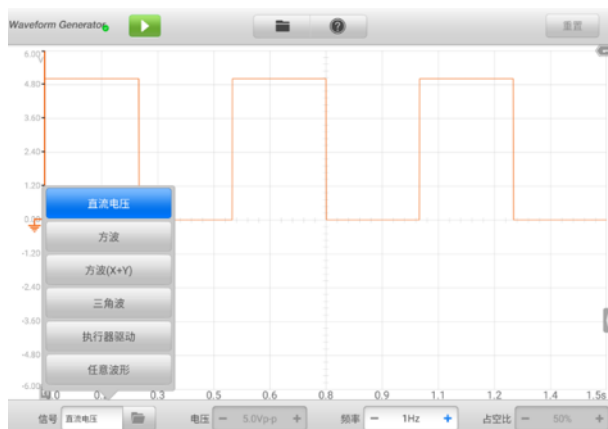 Waveform Generator
重置
6.00
V
4.80
3.60
2.40
1.20
0.00
-1.20
-2.40
-3.60
-4.80
-6.00
直流电压
方波
方波(X+Y)
三角波
执行器驱动
任意波形
0.3 0.5 0.6 0.8 0.9 1.1 1.2 1.4 1.5s
信号 直流电压 电压 − 5.0Vp-p + 频率 − 1Hz + 占空比 − 50% +